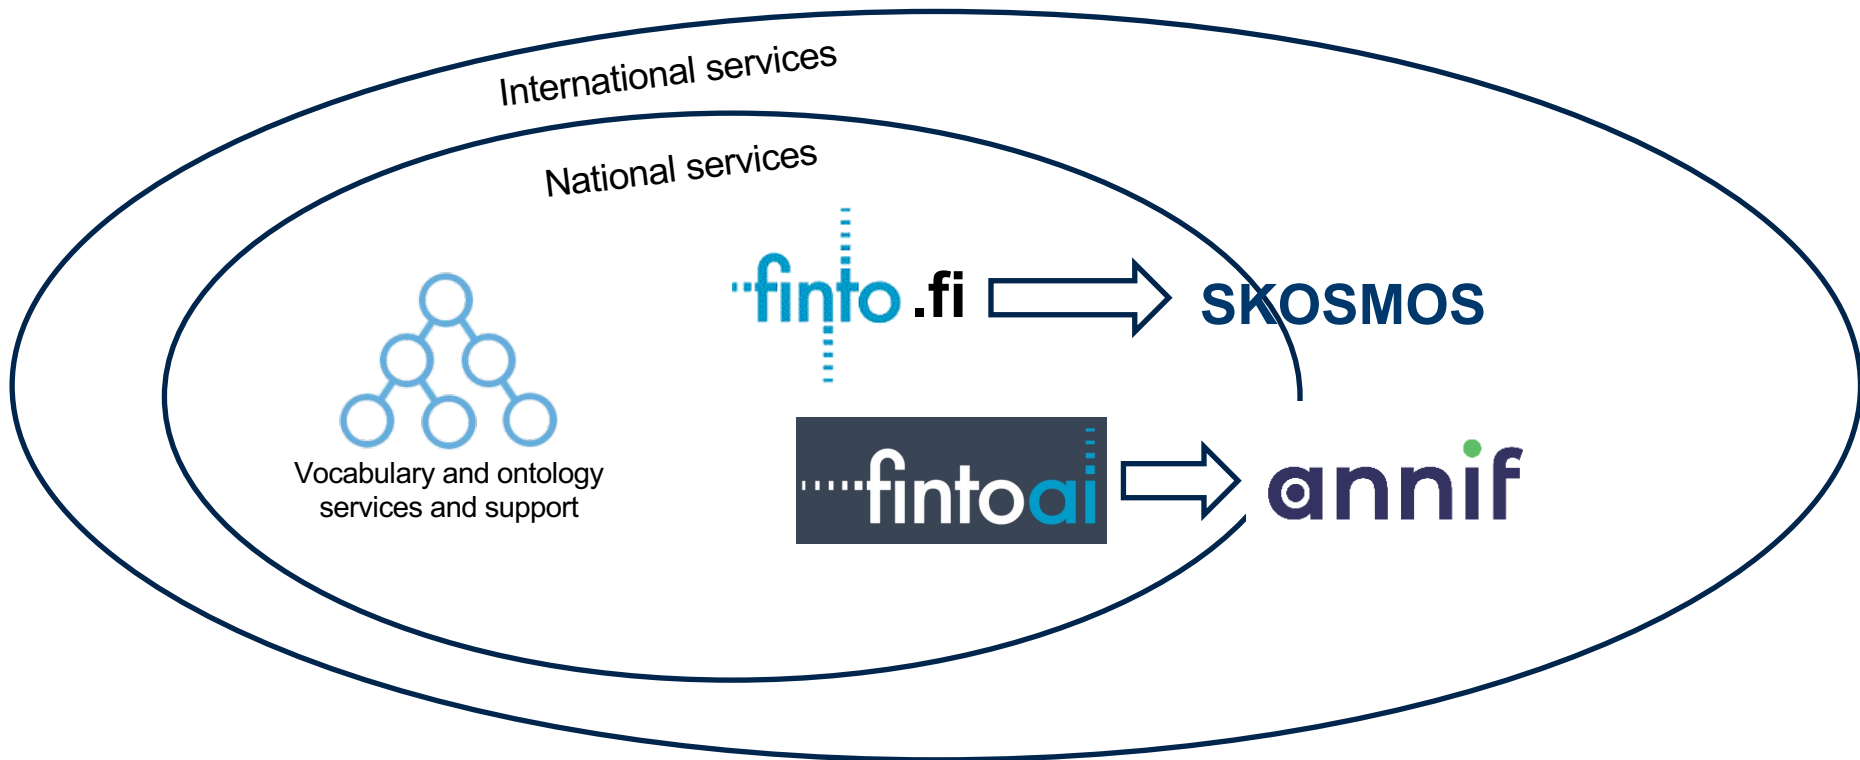 International services
National services
finto .fi
SKOSMOS
Vocabulary and ontology
services and support
fintoai
annif